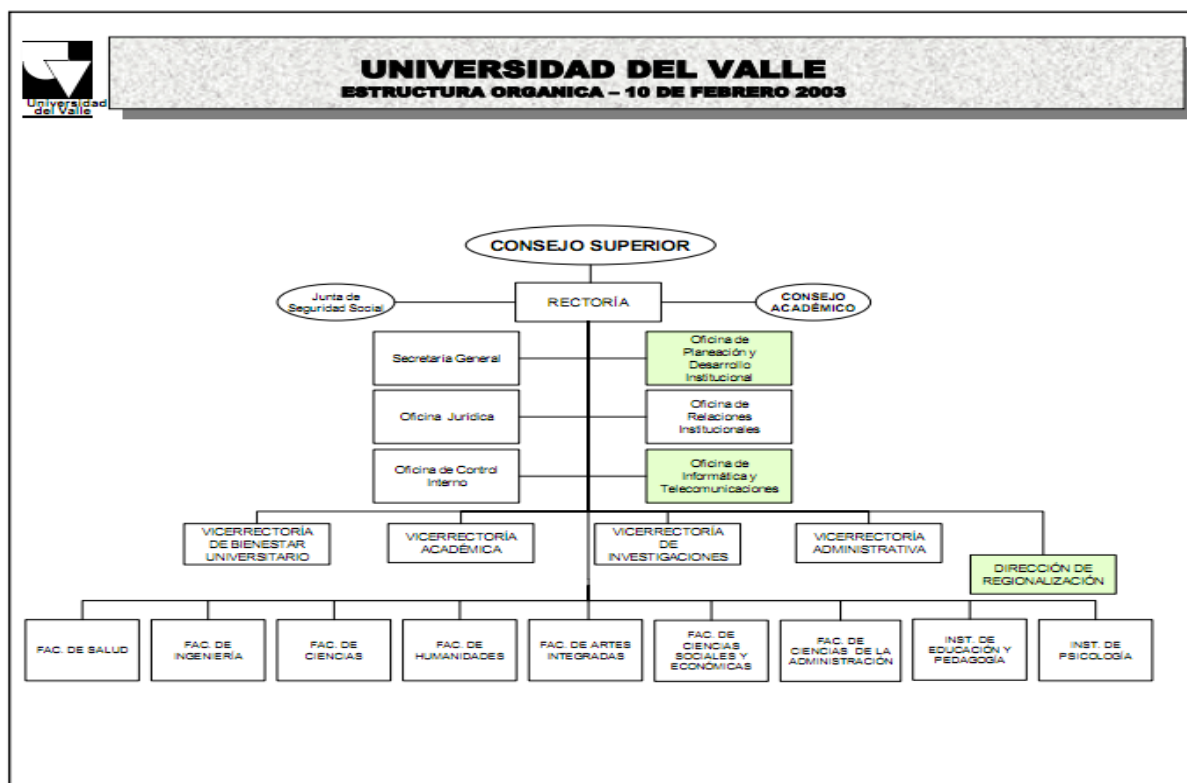 UNIVERSIDAD DEL VALLE
ESTRUCTURA ORGANICA – 10 DE FEBRERO 2003
Universidad
del Valle
CONSEJO SUPERIOR
Junta de
Seguridad Social
RECTORÍA
CONSEJO
ACADÉMICO
Secretaría General
Oficina de
Planeación y
Desarrollo
Institucional
Oficina Jurídica
Oficina de
Relaciones
Institucionales
Oficina de Control
Interno
Oficina de
Informática y
Telecomunicaciones
VICERRECTORÍA
DE BIENESTAR
UNIVERSITARIO
VICERRECTORÍA
ACADÉMICA
VICERRECTORÍA
DE
INVESTIGACIONES
VICERRECTORÍA
ADMINISTRATIVA
DIRECCIÓN DE
REGIONALIZACIÓN
FAC. DE SALUD
FAC. DE
INGENIERÍA
FAC. DE
CIENCIAS
FAC. DE
HUMANIDADES
FAC. DE ARTES
INTEGRADAS
FAC. DE
CIENCIAS
SOCIALES Y
ECONÓMICAS
FAC. DE
CIENCIAS DE LA
ADMINISTRACIÓN
INST. DE
EDUCACIÓN Y
PEDAGOGÍA
INST. DE
PSICOLOGÍA